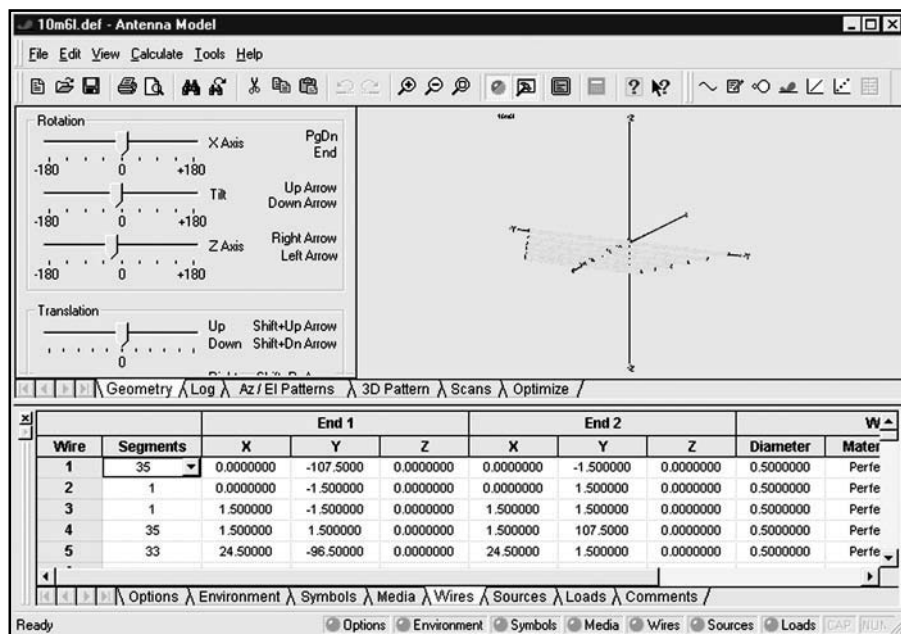 10m6l.def - Antenna Model
File Edit View Calculate Tools Help
Rotation
X Axis PgDn End
-180 0 +180
Tilt Up Arrow Down Arrow
-180 0 +180
Z Axis Right Arrow Left Arrow
-180 0 +180
Translation
Up Shift+Up Arrow
Down Shift+Dn Arrow
0
10m6l
Geometry Log Az / El Patterns 3D Pattern Scans Optimize
End 1 End 2 W
Wire Segments X Y Z X Y Z Diameter Mater
1 35 0.0000000 -107.5000 0.0000000 0.0000000 -1.500000 0.0000000 0.5000000 Perfe
2 1 0.0000000 -1.500000 0.0000000 0.0000000 1.500000 0.0000000 0.5000000 Perfe
3 1 1.500000 -1.500000 0.0000000 1.500000 1.500000 0.0000000 0.5000000 Perfe
4 35 1.500000 1.500000 0.0000000 1.500000 107.5000 0.0000000 0.5000000 Perfe
5 33 24.50000 -96.50000 0.0000000 24.50000 1.500000 0.0000000 0.5000000 Perfe
Options Environment Symbols Media Wires Sources Loads Comments
Ready Options Environment Symbols Media Wires Sources Loads CAP NUM